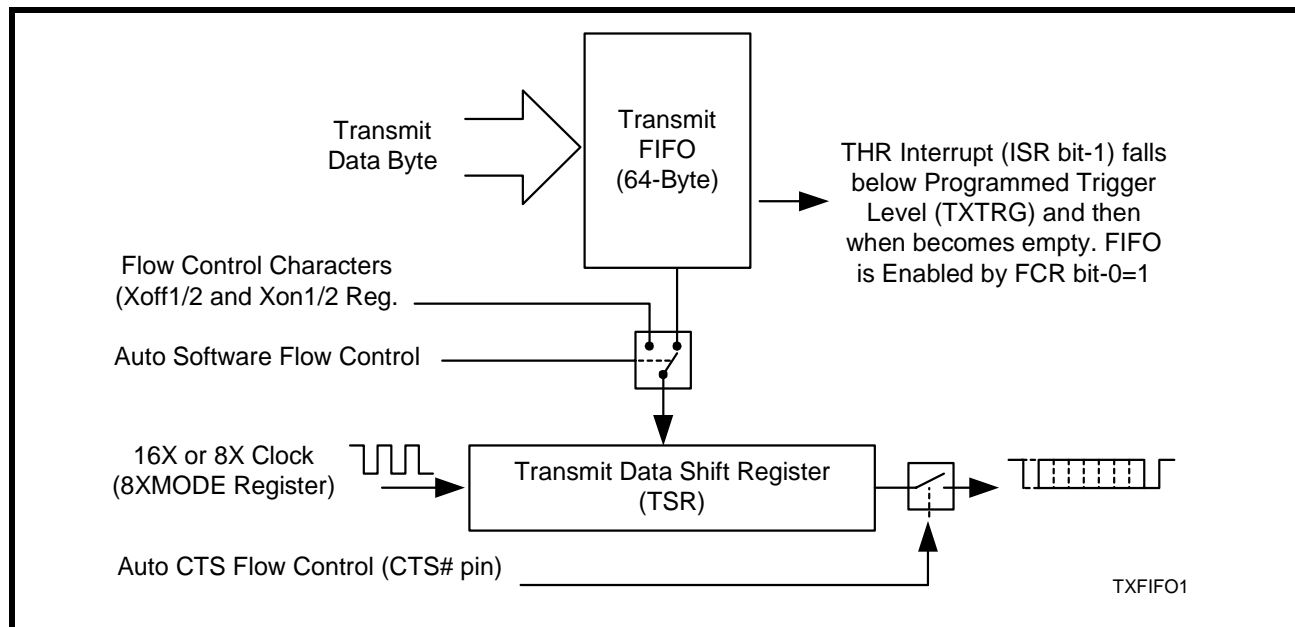 Transmit
Data Byte
Transmit
FIFO
(64-Byte)
THR Interrupt (ISR bit-1) falls
below Programmed Trigger
Level (TXTRG) and then
when becomes empty. FIFO
is Enabled by FCR bit-0=1
Flow Control Characters
(Xoff1/2 and Xon1/2 Reg.
Auto Software Flow Control
16X or 8X Clock
(8XMODE Register)
Transmit Data Shift Register
(TSR)
Auto CTS Flow Control (CTS# pin)
TXFIFO1